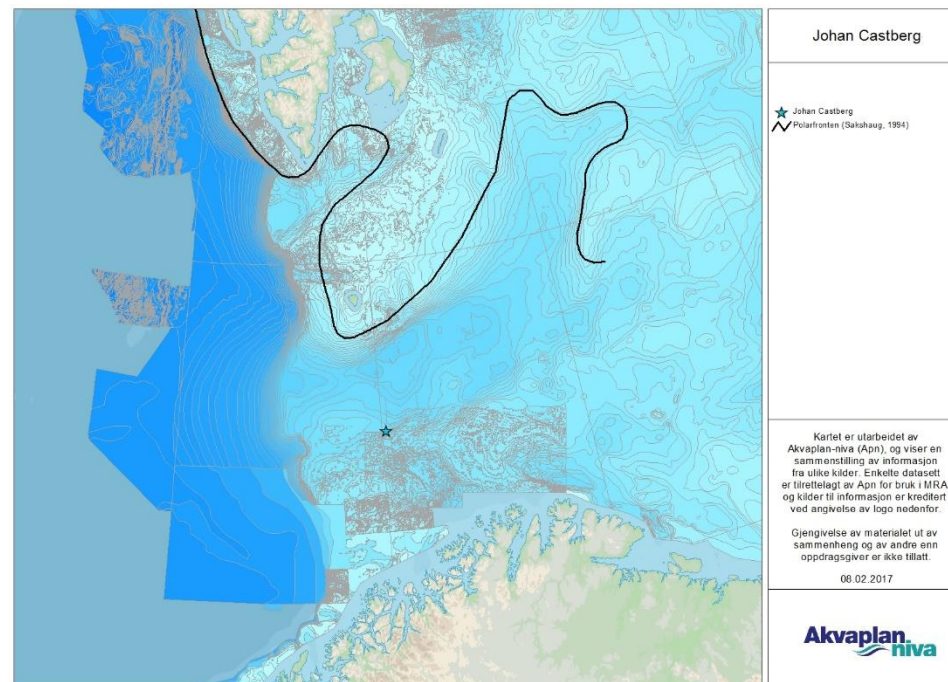 Johan Castberg
Johan Castberg
Polarfronten (Sakshaug, 1994)
Kartet er utarbeidet av
Akvaplan-niva (Apn), og viser en
sammenstilling av informasjon
fra ulike kilder. Enkelte datasett
er tilrettelagt av Apn for bruk i MRA
og kilder til informasjon er kreditert
ved angivelse av logo nedenfor.
Gjengivelse av materialet ut av
sammenheng og av andre enn
oppdragsgiver er ikke tillatt.
08.02.2017
Akvaplan
niva